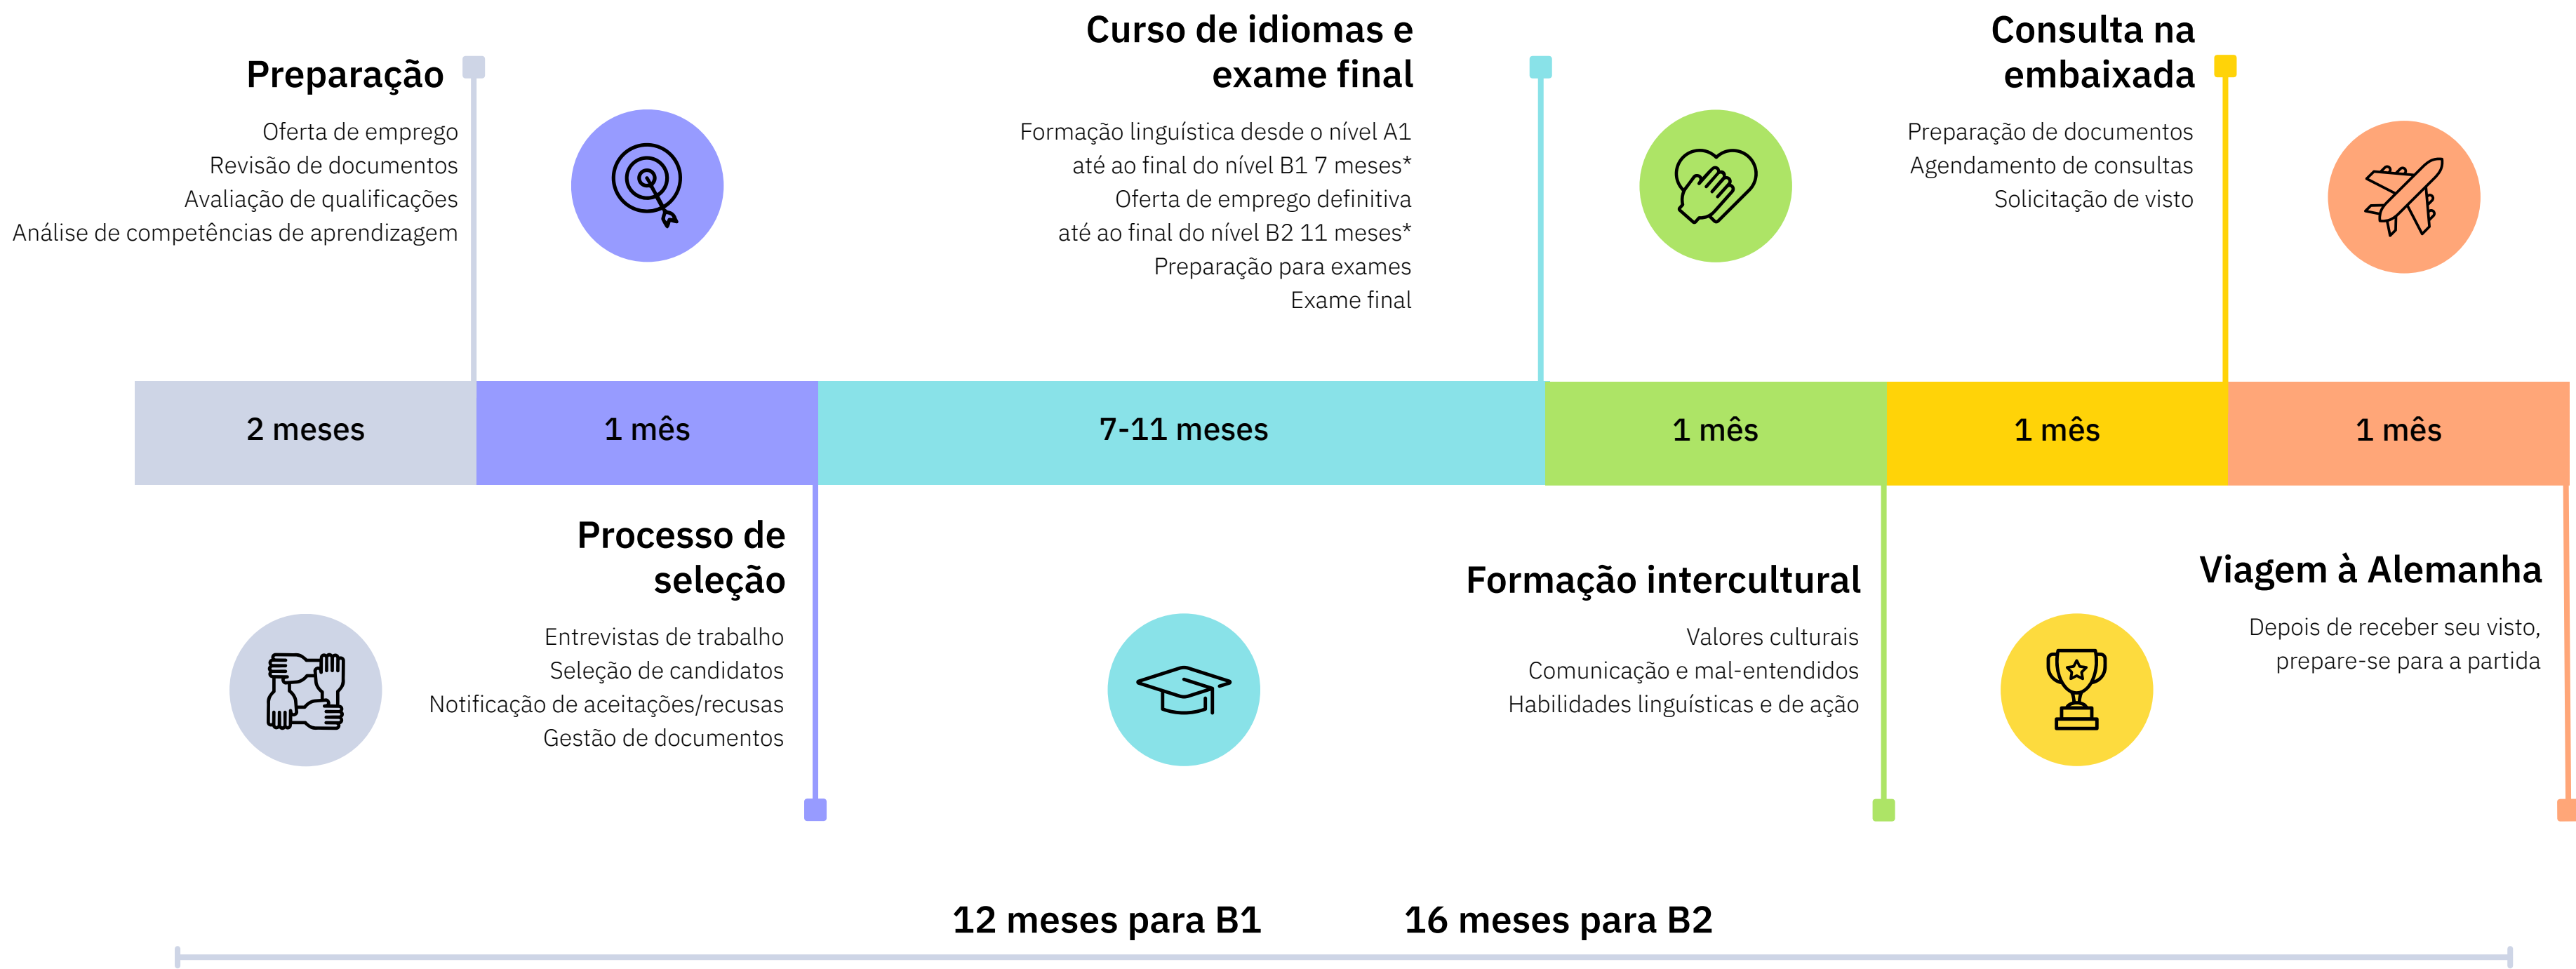 Preparação
Oferta de emprego
Revisão de documentos
Avaliação de qualificações
Análise de competências de aprendizagem
Curso de idiomas e
exame final
Formação linguística desde o nível A1
até ao final do nível B1 7 meses*
Oferta de emprego definitiva
até ao final do nível B2 11 meses*
Preparação para exames
Exame final
Consulta na
embaixada
Preparação de documentos
Agendamento de consultas
Solicitação de visto
2 meses
1 mês
7-11 meses
1 mês
1 mês
1 mês
Processo de
seleção
Entrevistas de trabalho
Seleção de candidatos
Notificação de aceitações/recusas
Gestão de documentos
Formação intercultural
Valores culturais
Comunicação e mal-entendidos
Habilidades linguísticas e de ação
Viagem à Alemanha
Depois de receber seu visto,
prepare-se para a partida
12 meses para B1
16 meses para B2